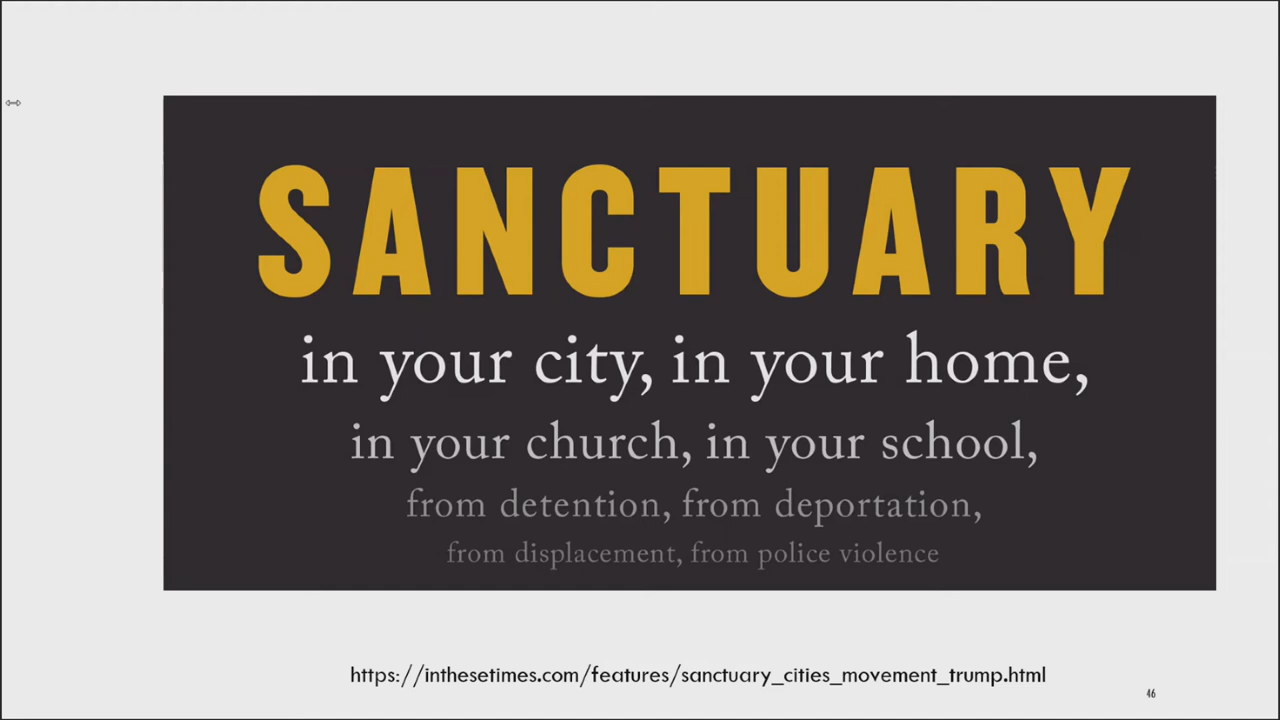 SANCTUARY
in your city, in your home,
in your church, in your school,
from detention, from deportation,
from displacement, from police violence
https://inthesetimes.com/features/sanctuary_cities_movement_trump.html
46